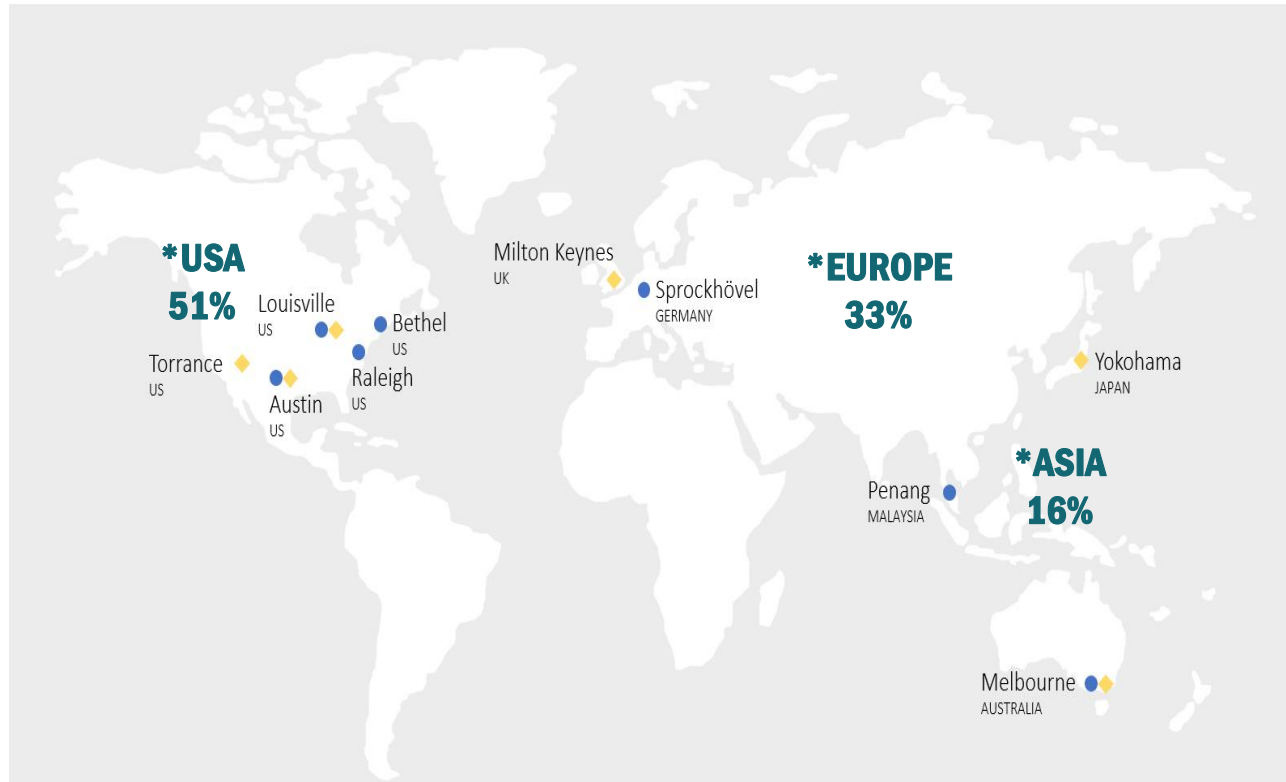 *USA
51%
Louisville
US
Bethel
US
Torrance
US
Raleigh
US
Austin
US
Milton Keynes
UK
Sprockhövel
GERMANY
*EUROPE
33%
Yokohama
JAPAN
*ASIA
16%
Penang
MALAYSIA
Melbourne
AUSTRALIA